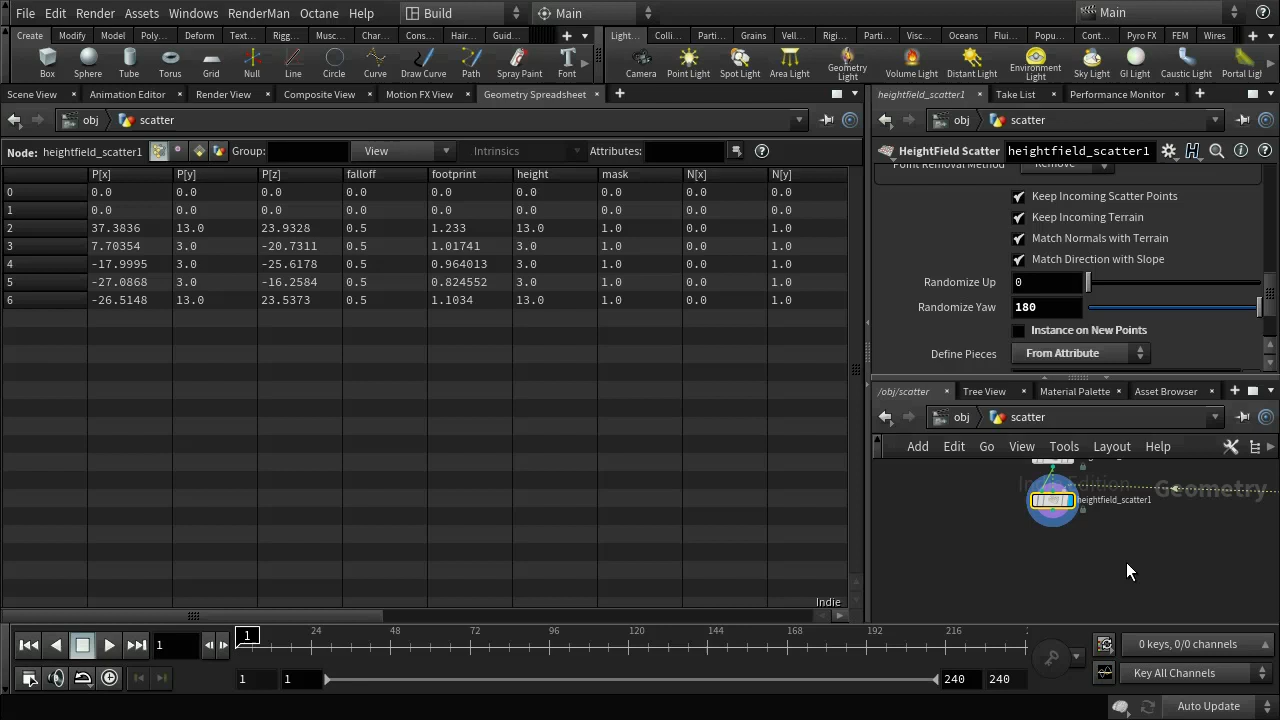 File Edit Render Assets Windows RenderMan Octane Help Build Main Main
Create Modify Model Poly... Deform Text... Rigg... Musc... Char... Cons... Hair... Guid... Light... Colli... Parti... Grains Vell... Rigi... Parti... Visc... Oceans Flui... Popu... Cont... Pyro FX FEM Wires
Box Sphere Tube Torus Grid Null Line Circle Curve Draw Curve Path Spray Paint Font Camera Point Light Spot Light Area Light Geometry Light Volume Light Distant Light Environment Light Sky Light GI Light Caustic Light Portal Lig
Scene View Animation Editor Render View Composite View Motion FX View Geometry Spreadsheet
obj scatter
Node: heightfield_scatter1 Group: View Intrinsics Attributes:
P[x] P[y] P[z] falloff footprint height mask N[x] N[y]
0 0.0 0.0 0.0 0.0 0.0 0.0 0.0 0.0 0.0
1 0.0 0.0 0.0 0.0 0.0 0.0 0.0 0.0 0.0
2 37.3836 13.0 23.9328 0.5 1.233 13.0 1.0 0.0 1.0
3 7.70354 3.0 -20.7311 0.5 1.01741 3.0 1.0 0.0 1.0
4 -17.9995 3.0 -25.6178 0.5 0.964013 3.0 1.0 0.0 1.0
5 -27.0868 3.0 -16.2584 0.5 0.824552 3.0 1.0 0.0 1.0
6 -26.5148 13.0 23.5373 0.5 1.1034 13.0 1.0 0.0 1.0
Indie
heightfield_scatter1 Take List Performance Monitor
obj scatter
HeightField Scatter heightfield_scatter1
Point Removal Method Remove
Keep Incoming Scatter Points
Keep Incoming Terrain
Match Normals with Terrain
Match Direction with Slope
Randomize Up 0
Randomize Yaw 180
Instance on New Points
Define Pieces From Attribute
/obj/scatter Tree View Material Palette Asset Browser
obj scatter
Add Edit Go View Tools Layout Help
Indie Edition Geometry
heightfield_scatter1
1 1 24 48 72 96 120 144 168 192 216 0 keys, 0/0 channels
1 1 240 240 Key All Channels
Auto Update